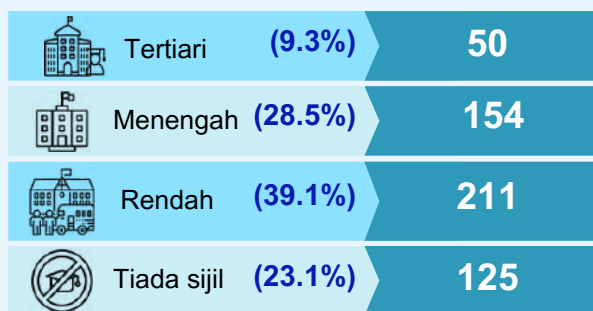 Tertiari (9.3%) 50
Menengah (28.5%) 154
Rendah (39.1%) 211
Tiada sijil (23.1%) 125